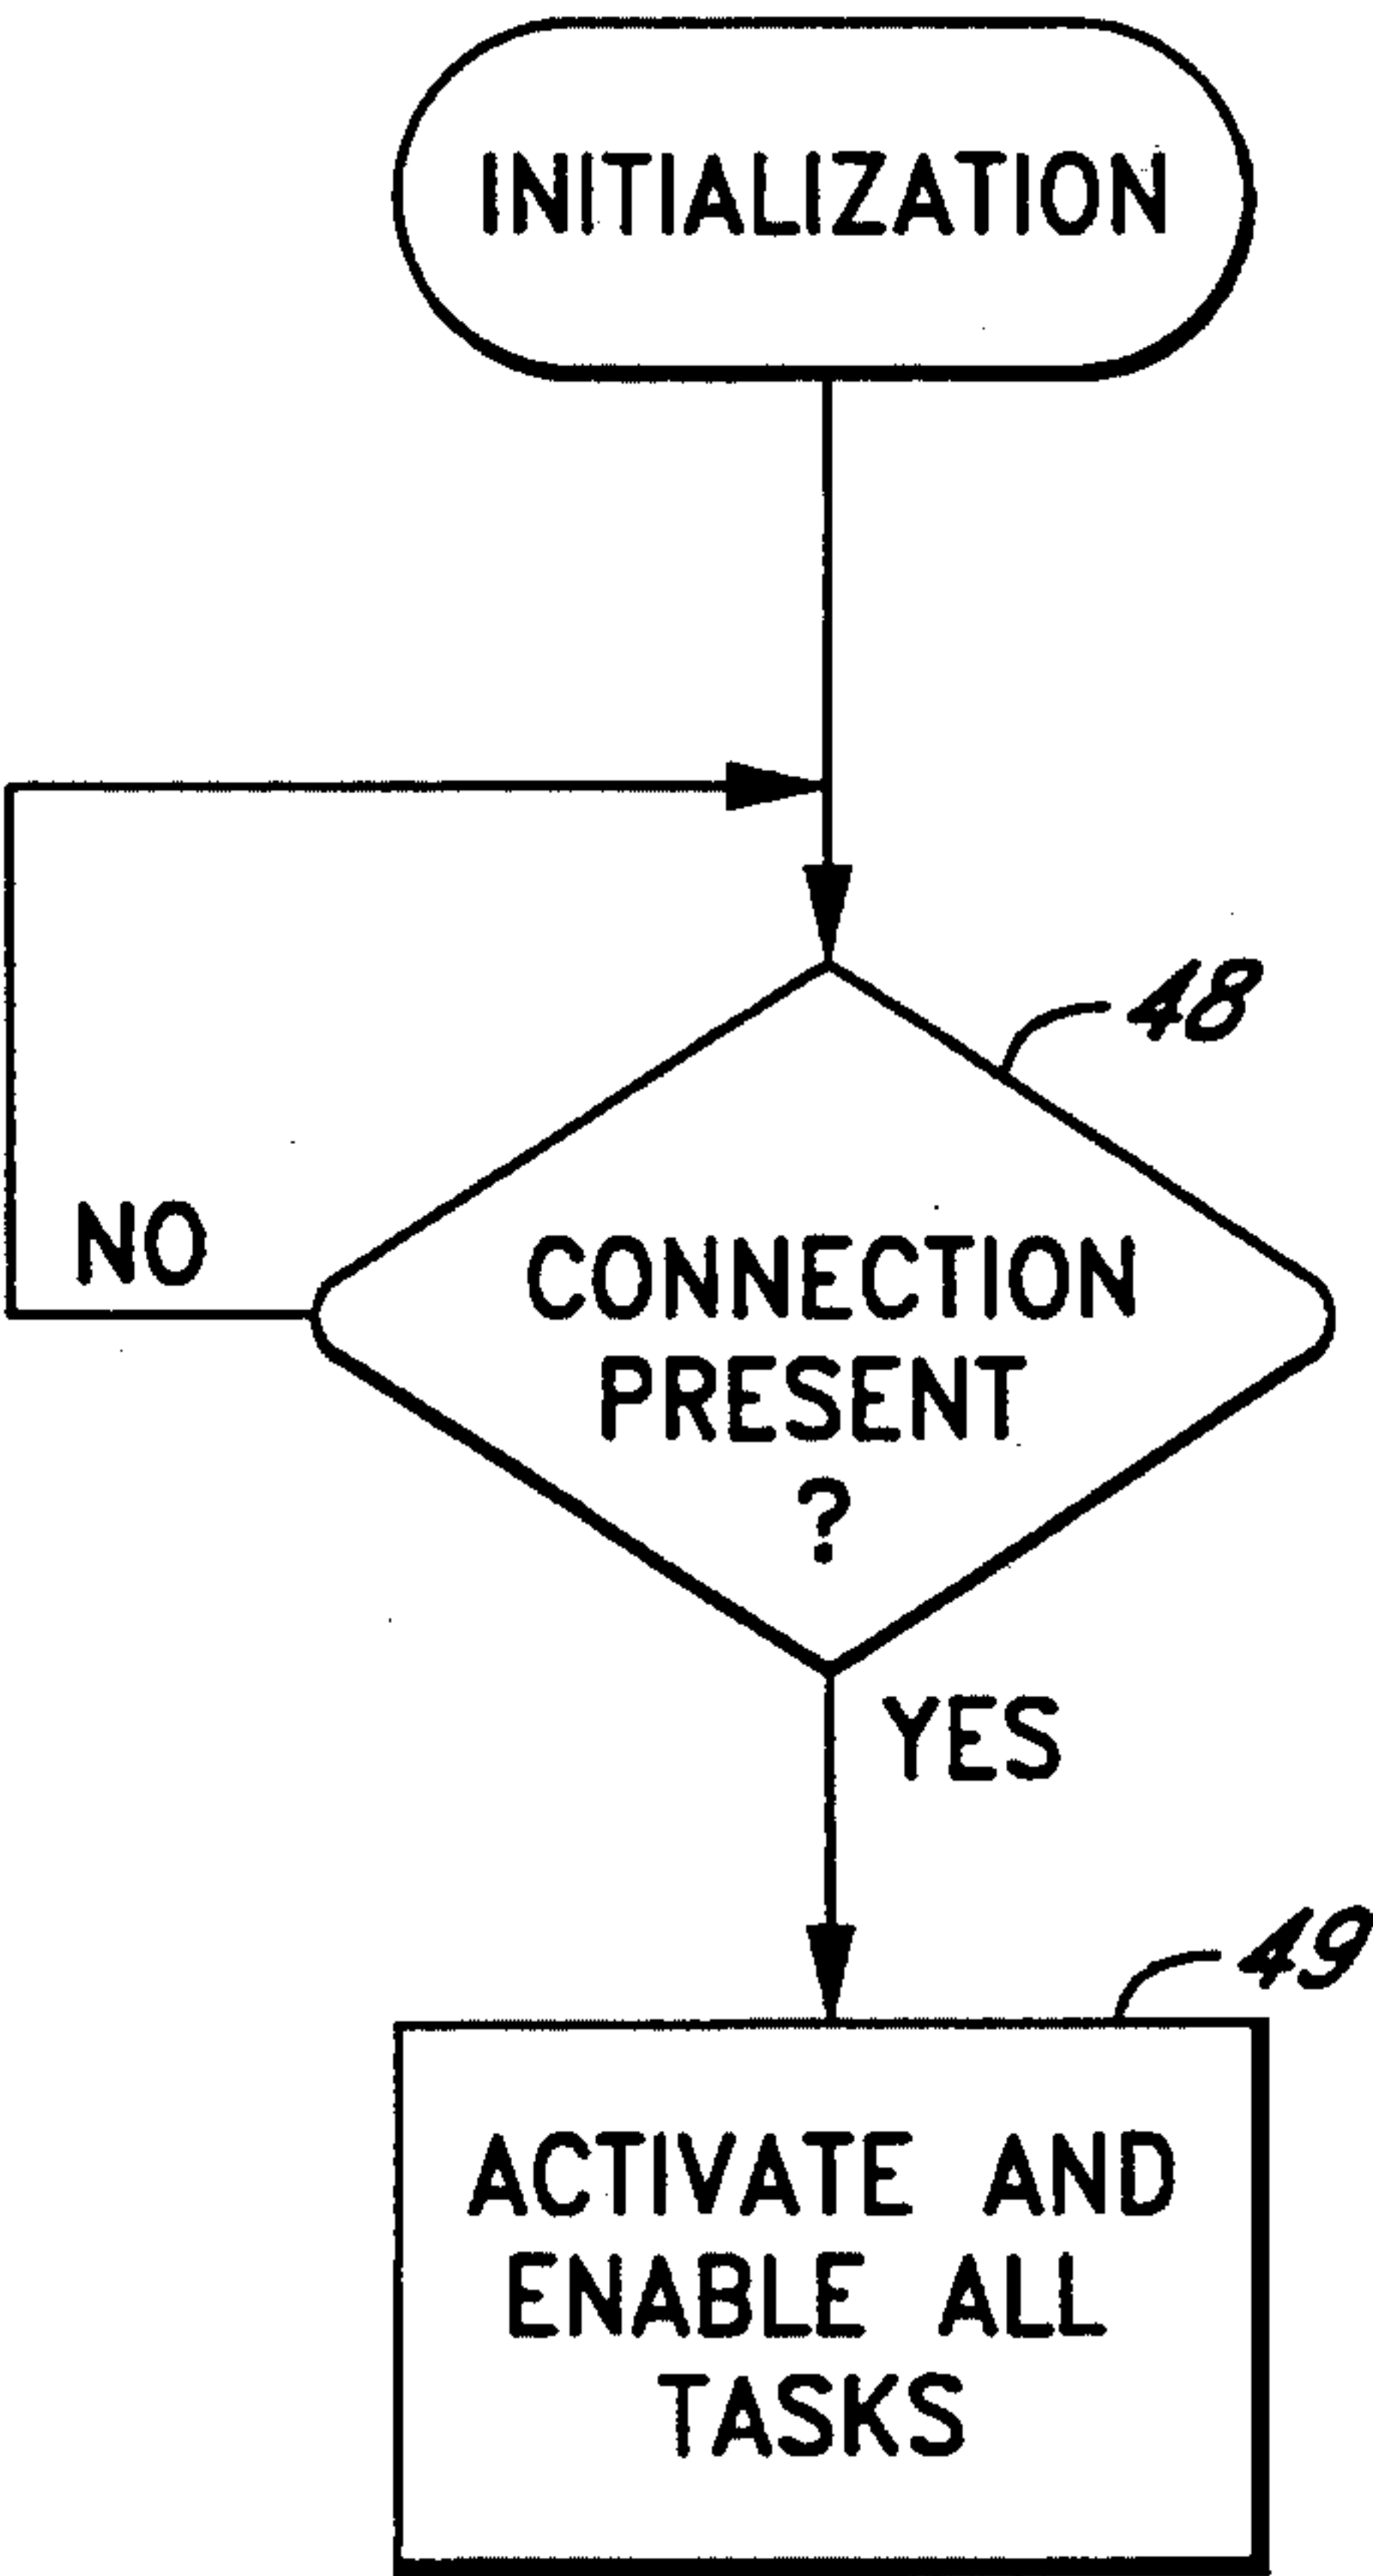 INITIALIZATION
48
NO
CONNECTION
PRESENT
?
YES
49
ACTIVATE AND
ENABLE ALL
TASKS